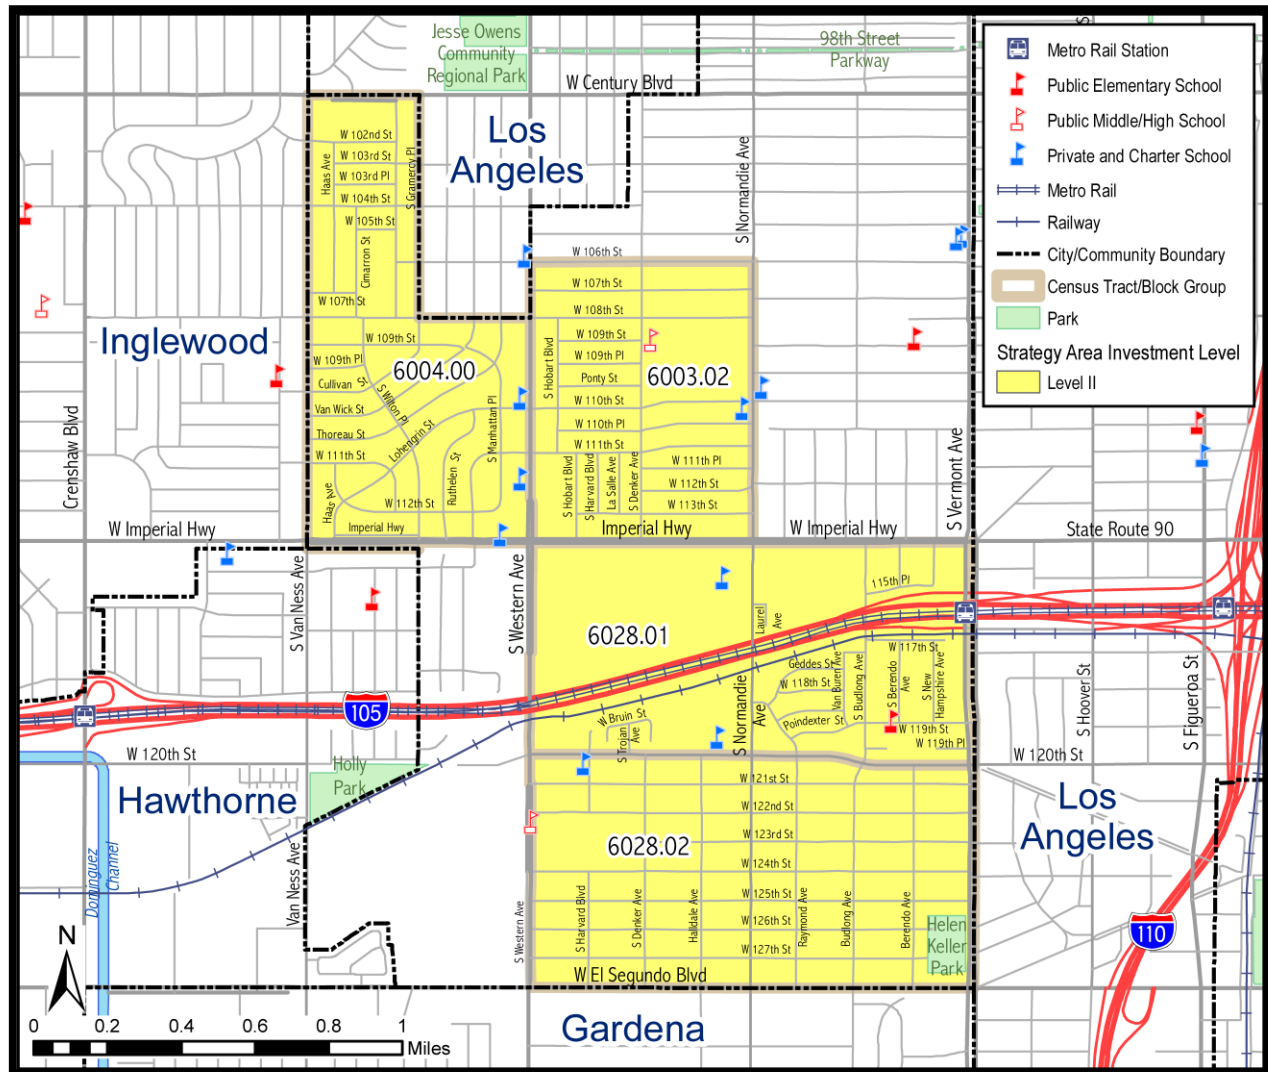 Jesse Owens
Community
Regional Park
98th Street
Parkway
W Century Blvd
Metro Rail Station
Public Elementary School
Public Middle/High School
Private and Charter School
Metro Rail
Railway
City/Community Boundary
Census Tract/Block Group
Park
Strategy Area Investment Level
Level II
Los
Angeles
W 102nd St
W 103rd St
W 103rd Pl
W 104th St
W 105th St
Haas Ave
S Gramercy Pl
Cimarron St
W 107th St
S Normandie Ave
W 106th St
W 107th St
W 108th St
W 109th St
W 109th Pl
Ponty St
W 110th St
W 110th Pl
W 111th St
S Hobart Blvd
6003.02
Inglewood
W 109th St
W 109th Pl
6004.00
Cullivan St
S Wilton Pl
Van Wick St
Thoreau St
Lohengrin St
W 111th St
S Manhattan Pl
Ruthelen St
Haas Ave
W 112th St
Imperial Hwy
S Hobart Blvd
S Harvard Blvd
La Salle Ave
S Denker Ave
W 111th Pl
W 112th St
W 113th St
Crenshaw Blvd
S Vermont Ave
W Imperial Hwy
Imperial Hwy
W Imperial Hwy
State Route 90
S Van Ness Ave
S Western Ave
115th Pl
Laurel Ave
6028.01
W 117th St
Geddes St
W 118th St
Van Buren Ave
S Budlong Ave
S Berendo Ave
S New Hampshire Ave
Poindexter St
W 119th St
W 119th Pl
W Bruin St
S Trojan Ave
S Normandie Ave
S Hoover St
S Figueroa St
105
W 120th St
W 120th St
Holly
Park
Hawthorne
Los
Angeles
W 121st St
W 122nd St
W 123rd St
W 124th St
W 125th St
W 126th St
W 127th St
6028.02
Dominguez
Channel
Van Ness Ave
S Western Ave
S Harvard Blvd
S Denker Ave
Halldale Ave
Raymond Ave
Budlong Ave
Berendo Ave
Helen
Keller
Park
110
W El Segundo Blvd
N
Gardena
0 0.2 0.4 0.6 0.8 1
Miles